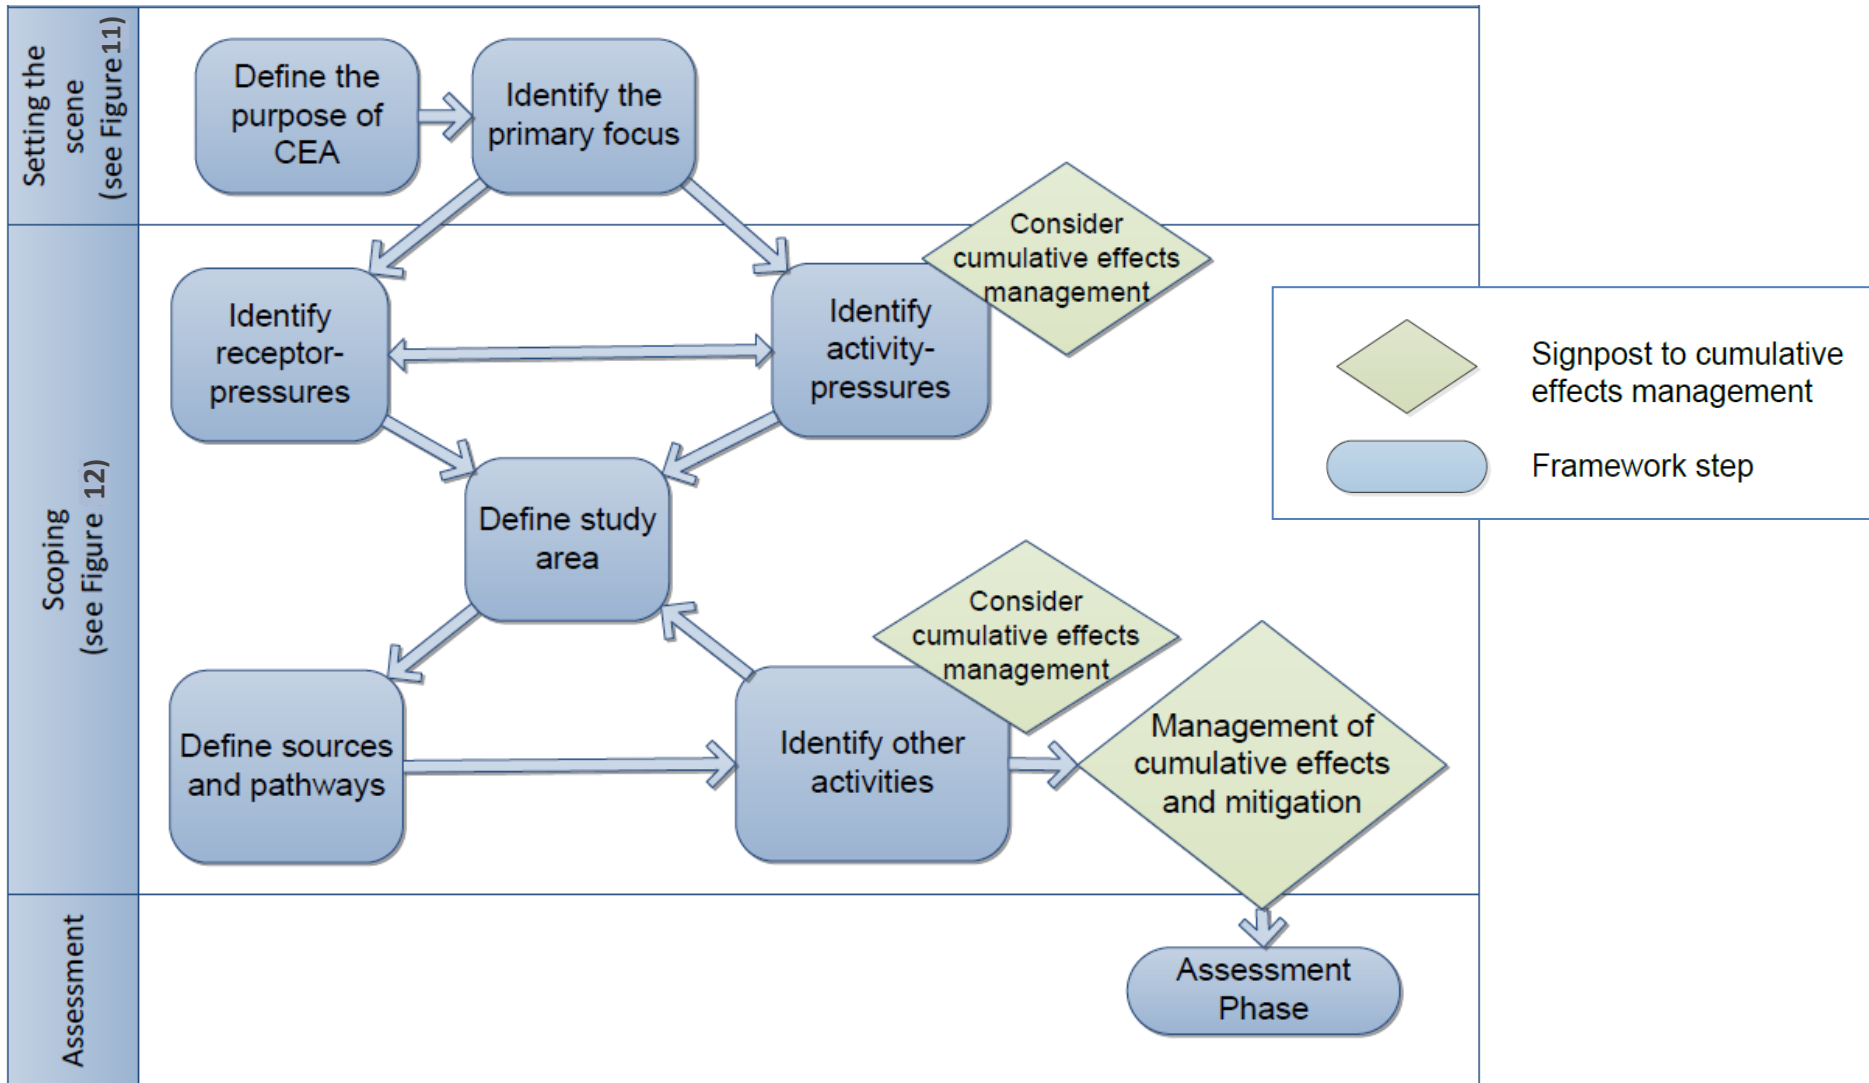 Setting the
scene
(see Figure 11)
Define the
purpose of
CEA
Identify the
primary focus
Consider
cumulative effects
management
Scoping
(see Figure 12)
Identify
receptor-
pressures
Identify
activity-
pressures
Signpost to cumulative
effects management
Framework step
Define study
area
Consider
cumulative effects
management
Define sources
and pathways
Identify other
activities
Management of
cumulative effects
and mitigation
Assessment
Assessment
Phase